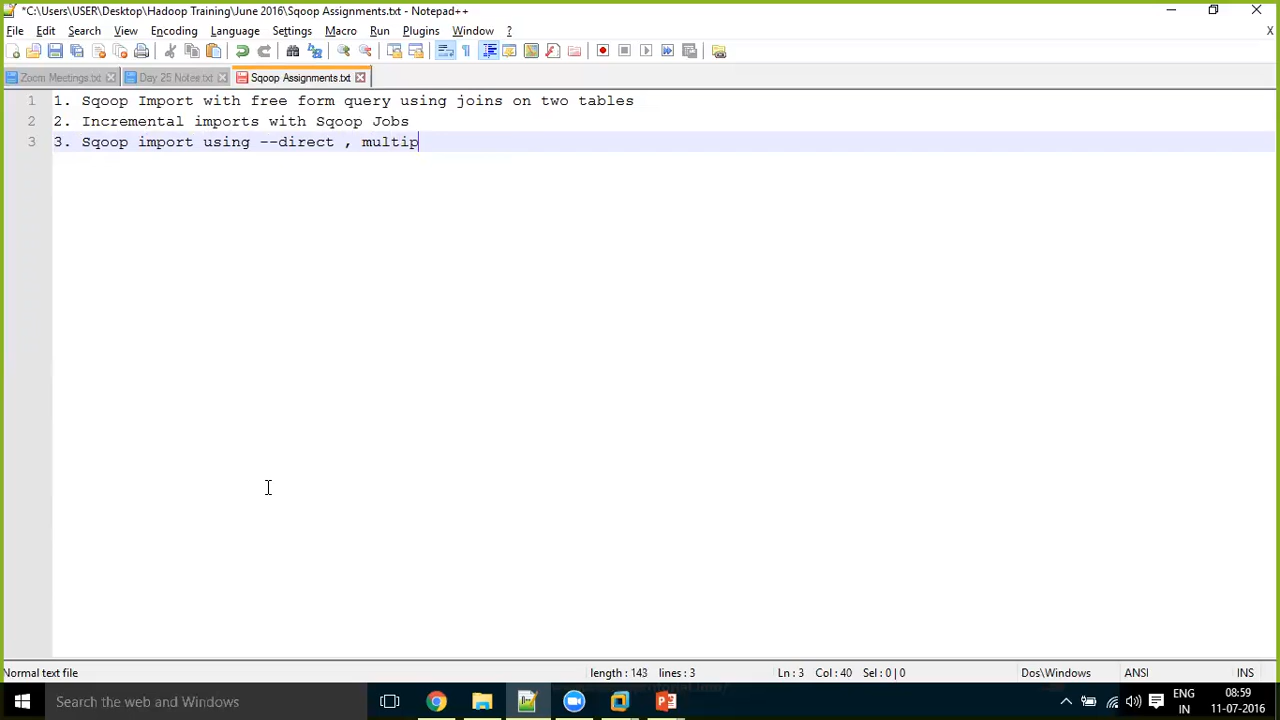 *C:\Users\USER\Desktop\Hadoop Training\June 2016\Sqoop Assignments.txt - Notepad++
File Edit Search View Encoding Language Settings Macro Run Plugins Window ? X
Zoom Meetings.txt Day 25 Notes.txt Sqoop Assignments.txt
1 1. Sqoop Import with free form query using joins on two tables
2 2. Incremental imports with Sqoop Jobs
3 3. Sqoop import using --direct , multip
Normal text file length : 143 lines : 3 Ln : 3 Col : 40 Sel : 0 | 0 Dos\Windows ANSI INS
Search the web and Windows
ENG
IN
08:59
11-07-2016